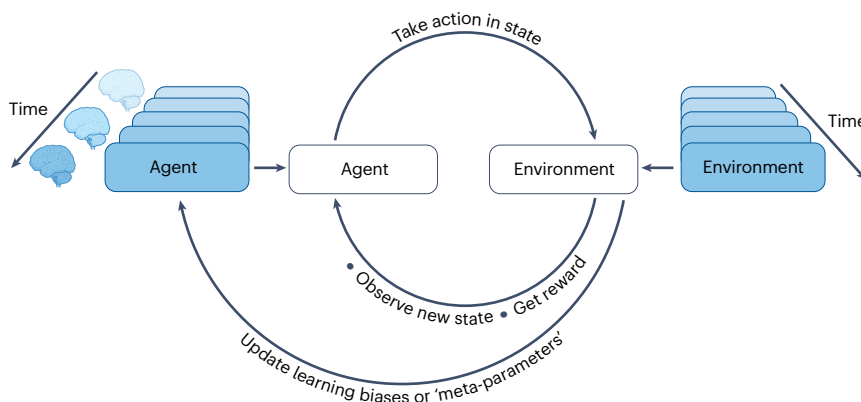 Take action in state
Time
Time
Agent
Agent
Environment
Environment
• Observe new state • Get reward
Update learning biases or ‘meta-parameters’